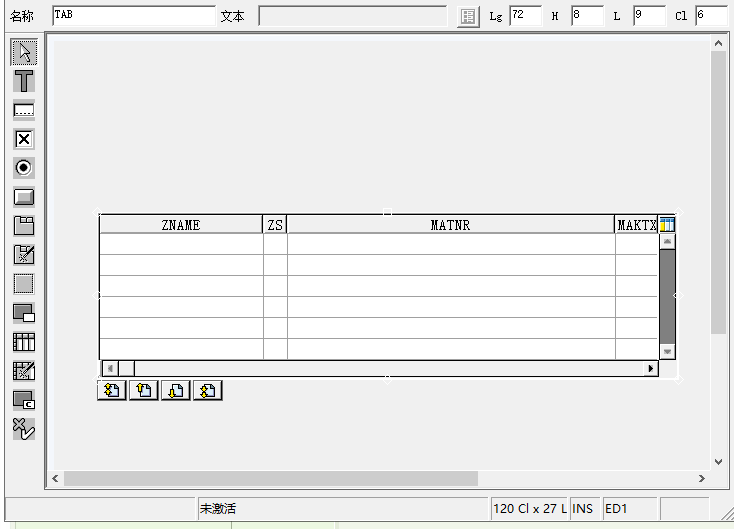 名称 TAB 文本 Lg 72 H 8 L 9 Cl 6
ZNAME ZS MATNR MAKTX
未激活 120 Cl x 27 L INS ED1